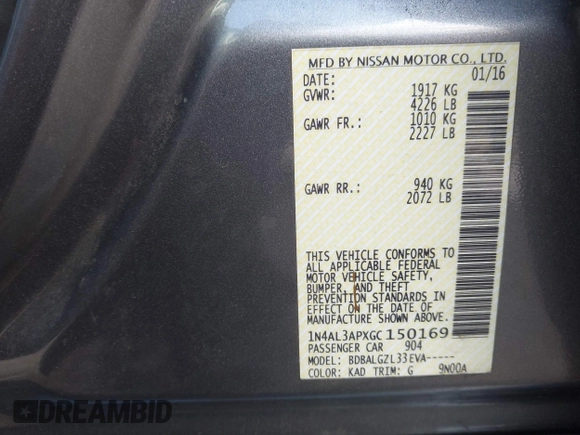 MFD BY NISSAN MOTOR CO., LTD.
DATE: 01/16
GVWR: 1917 KG
4226 LB
GAWR FR.: 1010 KG
2227 LB
GAWR RR.: 940 KG
2072 LB
THIS VEHICLE CONFORMS TO
ALL APPLICABLE FEDERAL
MOTOR VEHICLE SAFETY,
BUMPER, AND THEFT
PREVENTION STANDARDS IN
EFFECT ON THE DATE OF
MANUFACTURE SHOWN ABOVE.
1N4AL3APXGC150169
PASSENGER CAR 904
MODEL: BDBALGZL33EVA-----
COLOR: KAD TRIM: G 9N00A
DREAMBID